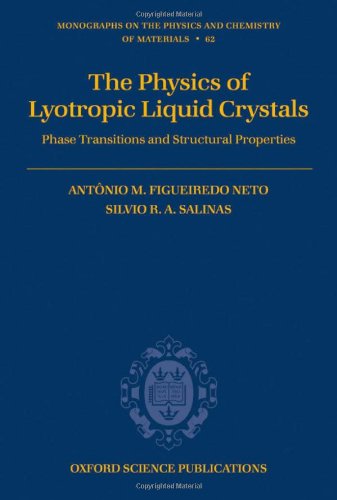 MONOGRAPHS ON THE PHYSICS AND CHEMISTRY
OF MATERIALS • 62
The Physics of
Lyotropic Liquid Crystals
Phase Transitions and Structural Properties
ANTÔNIO M. FIGUEIREDO NETO
SILVIO R. A. SALINAS
OXFORD SCIENCE PUBLICATIONS